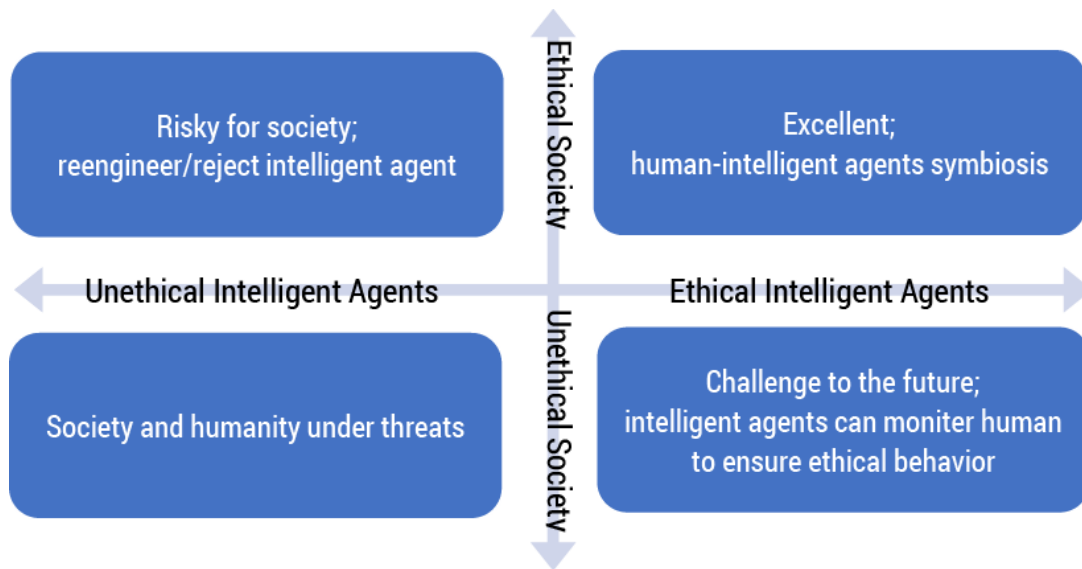 Risky for society;
reengineer/reject intelligent agent
Ethical Society
Excellent;
human-intelligent agents symbiosis
Unethical Intelligent Agents
Ethical Intelligent Agents
Society and humanity under threats
Unethical Society
Challenge to the future;
intelligent agents can moniter human
to ensure ethical behavior